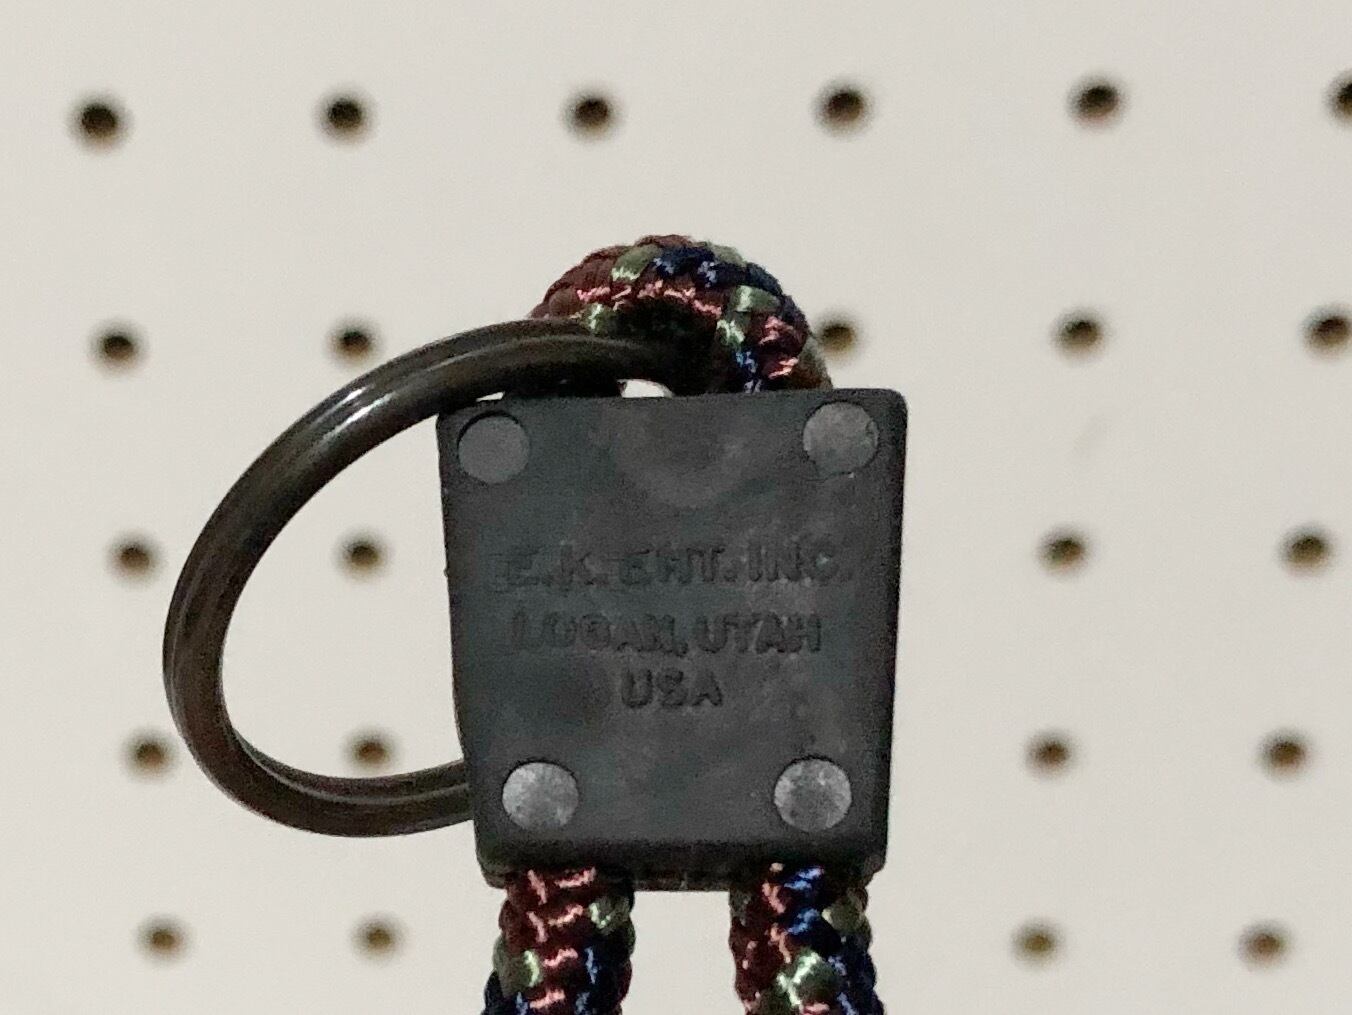 E.K. ENT. INC.
LOGAN, UTAH
USA